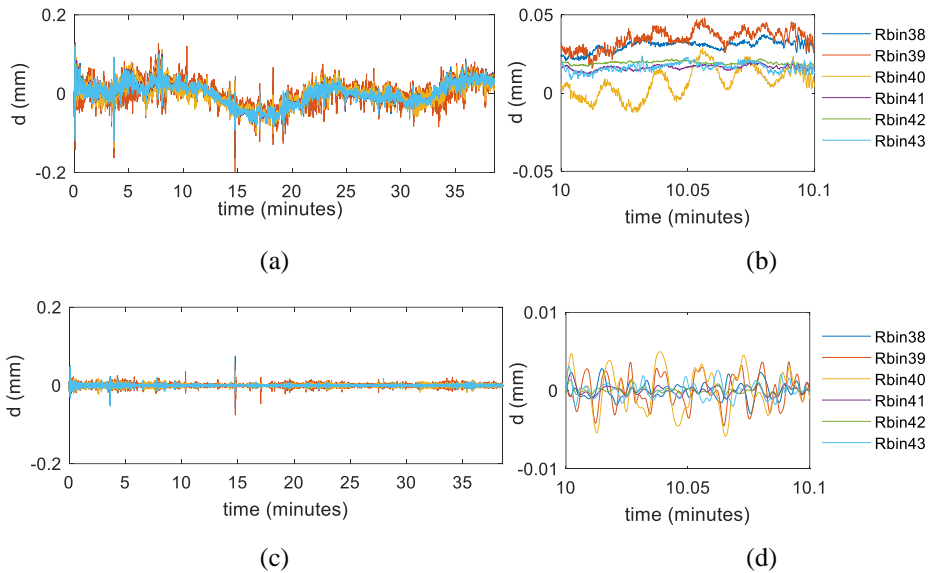 0.2
0
-0.2
d (mm)
0 5 10 15 20 25 30 35
time (minutes)
(a)
0.05
0
-0.05
d (mm)
10 10.05 10.1
time (minutes)
Rbin38
Rbin39
Rbin40
Rbin41
Rbin42
Rbin43
(b)
0.2
0
-0.2
d (mm)
0 5 10 15 20 25 30 35
time (minutes)
(c)
0.01
0
-0.01
d (mm)
10 10.05 10.1
time (minutes)
Rbin38
Rbin39
Rbin40
Rbin41
Rbin42
Rbin43
(d)